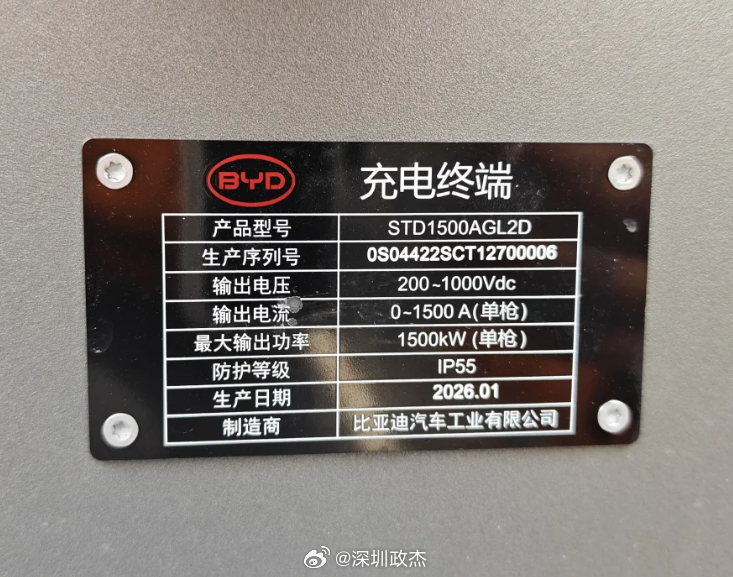 BYD 充电终端
产品型号 STD1500AGL2D
生产序列号 0S04422SCT12700006
输出电压 200~1000Vdc
输出电流 0~1500 A(单枪)
最大输出功率 1500kW (单枪)
防护等级 IP55
生产日期 2026.01
制造商 比亚迪汽车工业有限公司
@深圳政杰